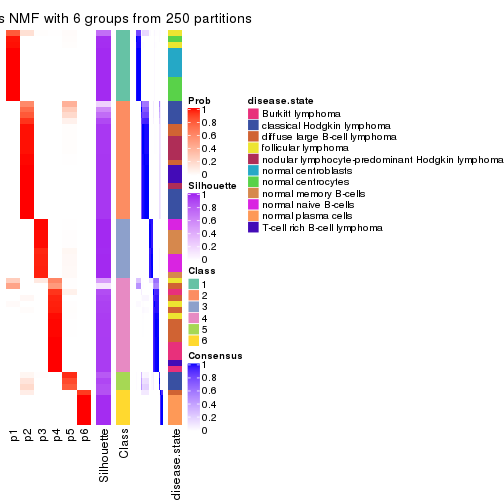 s NMF with 6 groups from 250 partitions
Prob
1
0.8
0.6
0.4
0.2
0
Silhouette
1
0.8
0.6
0.4
0.2
0
Class
1
2
3
4
5
6
Consensus
1
0.8
0.6
0.4
0.2
0
disease.state
Burkitt lymphoma
classical Hodgkin lymphoma
diffuse large B-cell lymphoma
follicular lymphoma
nodular lymphocyte-predominant Hodgkin lymphoma
normal centroblasts
normal centrocytes
normal memory B-cells
normal naive B-cells
normal plasma cells
T-cell rich B-cell lymphoma
p1
p2
p3
p4
p5
p6
Silhouette
Class
disease.state